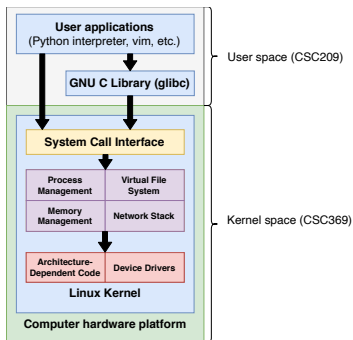 User applications
(Python interpreter, vim, etc.)
User space (CSC209)
GNU C Library (glibc)
System Call Interface
Process
Management
Virtual File
System
Memory
Management
Network Stack
Kernel space (CSC369)
Architecture-
Dependent Code
Device Drivers
Linux Kernel
Computer hardware platform